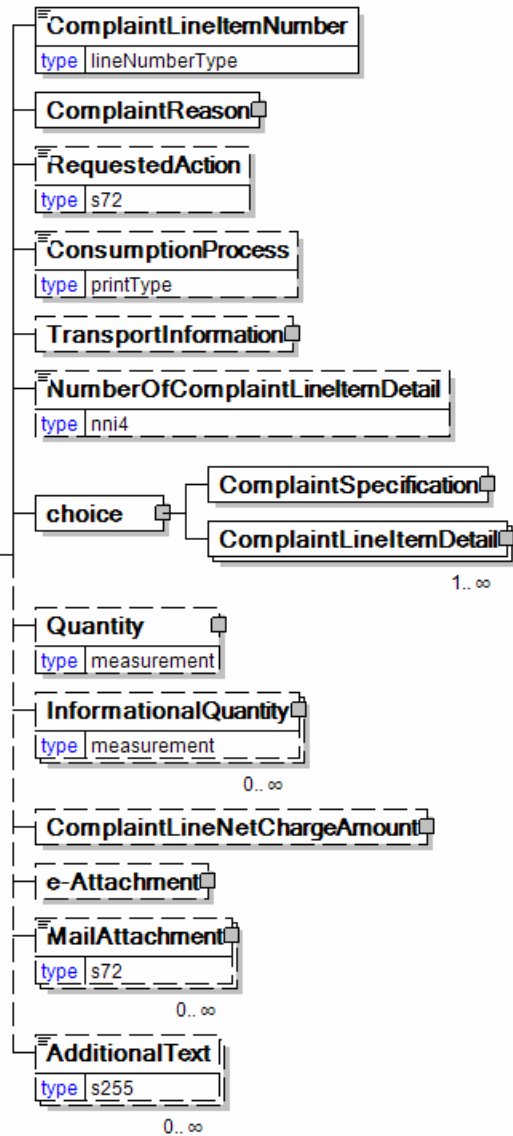 ComplaintLineItemNumber
type lineNumberType
ComplaintReason
RequestedAction
type s72
ConsumptionProcess
type printType
TransportInformation
NumberOfComplaintLineItemDetail
type nni4
choice
ComplaintSpecification
ComplaintLineItemDetail
1.. ∞
Quantity
type measurement
InformationalQuantity
type measurement
0.. ∞
ComplaintLineNetChargeAmount
e-Attachment
MailAttachment
type s72
0.. ∞
AdditionalText
type s255
0.. ∞